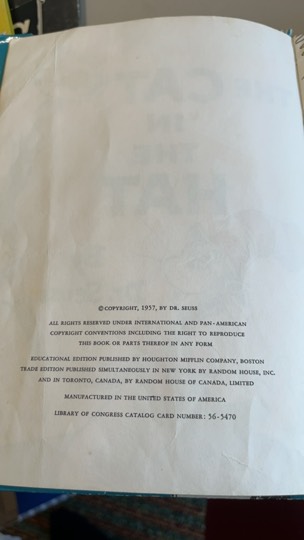 ©COPYRIGHT, 1957, BY DR. SEUSS
ALL RIGHTS RESERVED UNDER INTERNATIONAL AND PAN-AMERICAN
COPYRIGHT CONVENTIONS INCLUDING THE RIGHT TO REPRODUCE
THIS BOOK OR PARTS THEREOF IN ANY FORM
EDUCATIONAL EDITION PUBLISHED BY HOUGHTON MIFFLIN COMPANY, BOSTON
TRADE EDITION PUBLISHED SIMULTANEOUSLY IN NEW YORK BY RANDOM HOUSE, INC.
AND IN TORONTO, CANADA, BY RANDOM HOUSE OF CANADA, LIMITED
MANUFACTURED IN THE UNITED STATES OF AMERICA
LIBRARY OF CONGRESS CATALOG CARD NUMBER: 56-5470